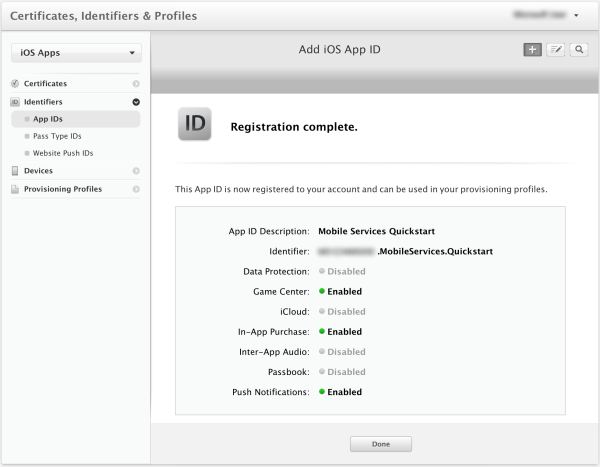 Certificates, Identifiers & Profiles
iOS Apps
Add iOS App ID
Certificates
Identifiers
App IDs
Pass Type IDs
Website Push IDs
Devices
Provisioning Profiles
ID
Registration complete.
This App ID is now registered to your account and can be used in your provisioning profiles.
App ID Description: Mobile Services Quickstart
Identifier: .MobileServices.Quickstart
Data Protection: Disabled
Game Center: Enabled
iCloud: Disabled
In-App Purchase: Enabled
Inter-App Audio: Disabled
Passbook: Disabled
Push Notifications: Enabled
Done